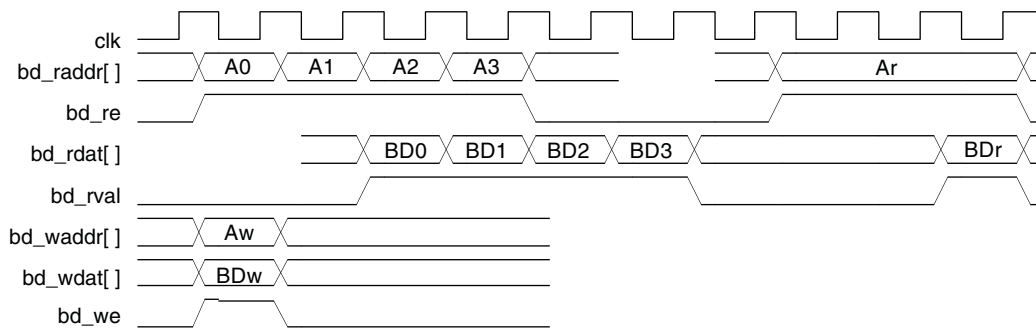 clk
bd_raddr[ ] A0 A1 A2 A3 Ar
bd_re
bd_rdat[ ] BD0 BD1 BD2 BD3 BDr
bd_rval
bd_waddr[ ] Aw
bd_wdat[ ] BDw
bd_we